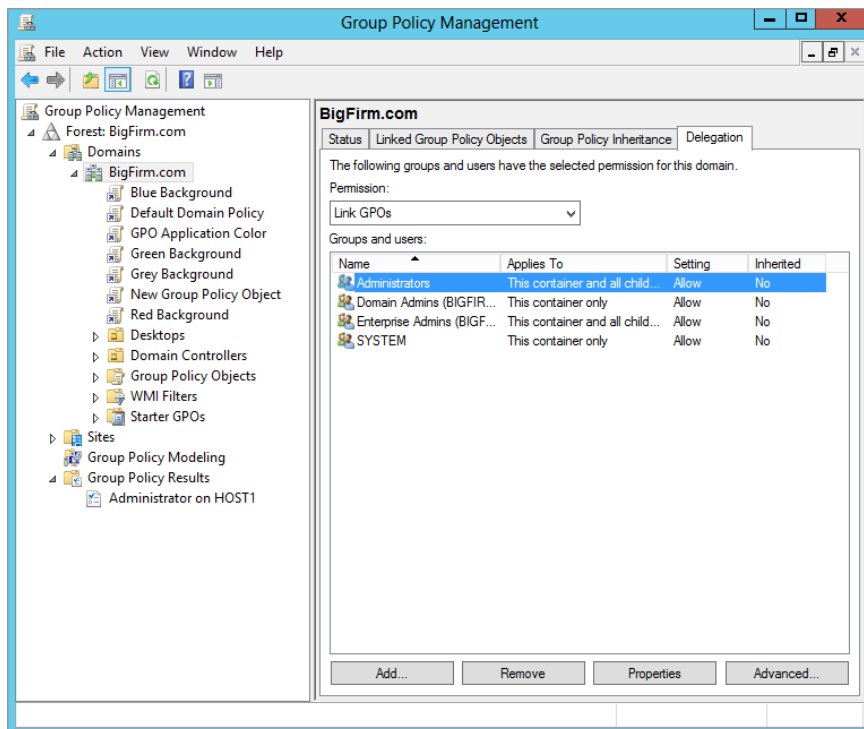 Group Policy Management
File Action View Window Help
Group Policy Management
Forest: BigFirm.com
Domains
BigFirm.com
Blue Background
Default Domain Policy
GPO Application Color
Green Background
Grey Background
New Group Policy Object
Red Background
Desktops
Domain Controllers
Group Policy Objects
WMI Filters
Starter GPOs
Sites
Group Policy Modeling
Group Policy Results
Administrator on HOST1
BigFirm.com
Status Linked Group Policy Objects Group Policy Inheritance Delegation
The following groups and users have the selected permission for this domain.
Permission:
Link GPOs
Groups and users:
Name Applies To Setting Inherited
Administrators This container and all child... Allow No
Domain Admins (BIGFIR... This container only Allow No
Enterprise Admins (BIGF... This container and all child... Allow No
SYSTEM This container only Allow No
Add... Remove Properties Advanced...